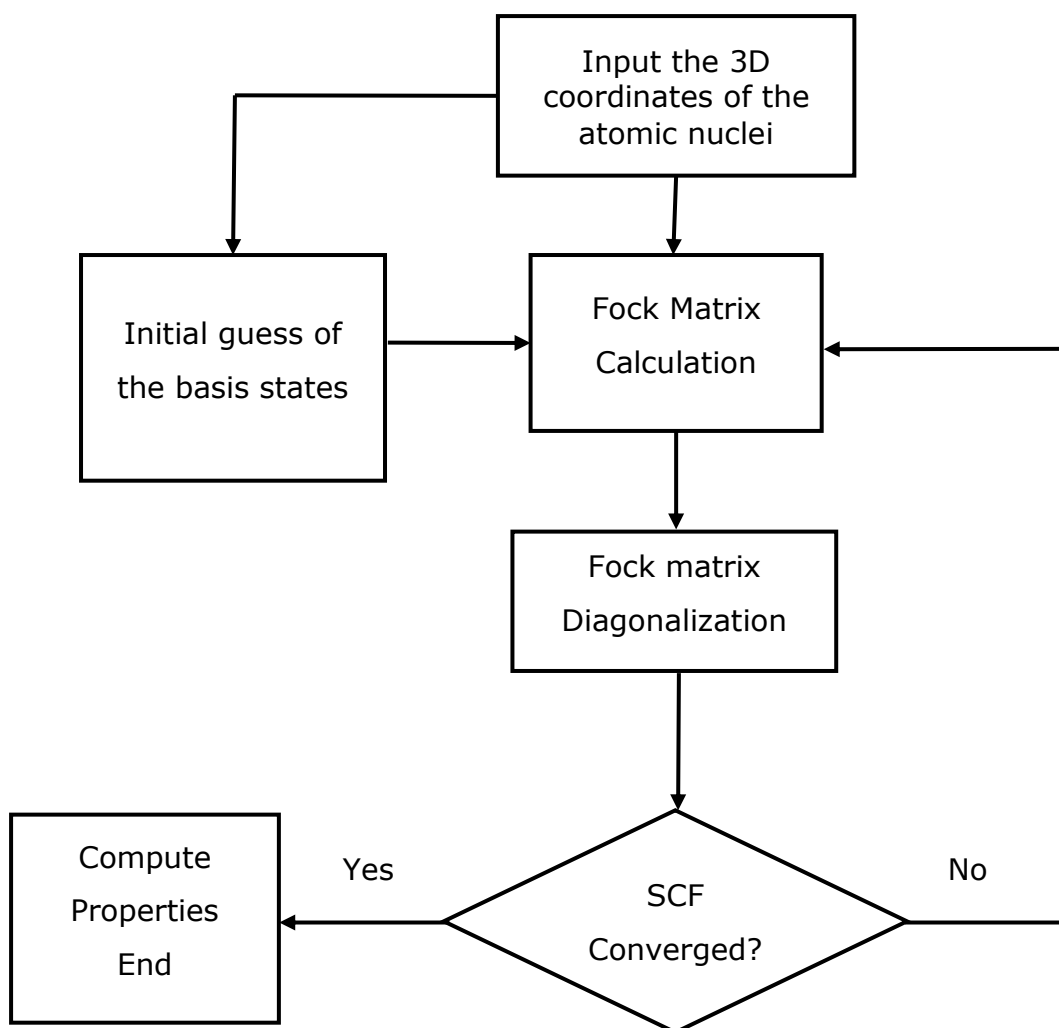 Input the 3D
coordinates of the
atomic nuclei
Initial guess of
the basis states
Fock Matrix
Calculation
Fock matrix
Diagonalization
Compute
Properties
End
Yes
SCF
Converged?
No